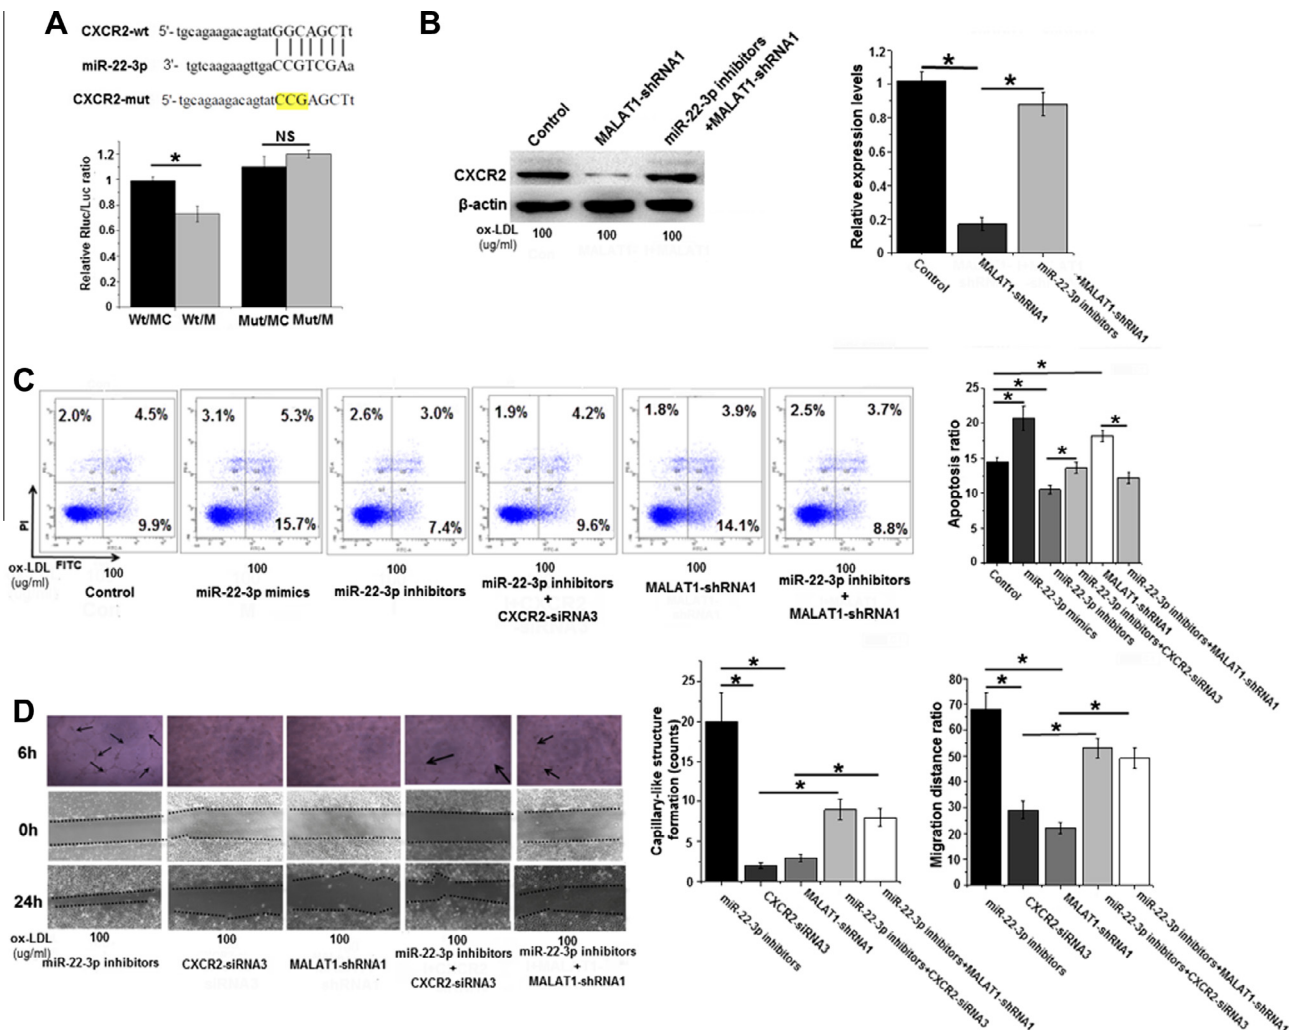 A
CXCR2-wt 5'- tgcagaagacagtatGGCAGCTt
miR-22-3p 3'- tgtcaagaagttgaCCGTCGAa
CXCR2-mut 5'- tgcagaagacagtatCCGAGCTt
Relative Rluc/Luc ratio
1.2
1
0.8
0.6
0.4
0.2
0
*
NS
Wt/MC Wt/M Mut/MC Mut/M
B
Control
MALAT1-shRNA1
miR-22-3p inhibitors
+MALAT1-shRNA1
CXCR2
β-actin
ox-LDL 100 100 100
(ug/ml)
Relative expression levels
1.2
1
0.8
0.6
0.4
0.2
0
*
*
Control
MALAT1-shRNA1
miR-22-3p inhibitors
+MALAT1-shRNA1
C
2.0% 4.5% 3.1% 5.3% 2.6% 3.0% 1.9% 4.2% 1.8% 3.9% 2.5% 3.7%
9.9% 15.7% 7.4% 9.6% 14.1% 8.8%
PI
FITC
ox-LDL 100 100 100 100 100 100
(ug/ml)
Control
miR-22-3p mimics
miR-22-3p inhibitors
miR-22-3p inhibitors
+
CXCR2-siRNA3
MALAT1-shRNA1
miR-22-3p inhibitors
+
MALAT1-shRNA1
Apoptosis ratio
25
20
15
10
5
0
*
*
*
*
*
Control
miR-22-3p mimics
miR-22-3p inhibitors
miR-22-3p inhibitors+CXCR2-siRNA3
MALAT1-shRNA1
miR-22-3p inhibitors+MALAT1-shRNA1
D
6h
0h
24h
ox-LDL 100 100 100 100 100
(ug/ml)
miR-22-3p inhibitors
CXCR2-siRNA3
MALAT1-shRNA1
miR-22-3p inhibitors
+
CXCR2-siRNA3
miR-22-3p inhibitors
+
MALAT1-shRNA1
Capillary-like structure
formation (counts)
25
20
15
10
5
0
*
*
*
*
miR-22-3p inhibitors
CXCR2-siRNA3
MALAT1-shRNA1
miR-22-3p inhibitors+CXCR2-siRNA3
miR-22-3p inhibitors+MALAT1-shRNA1
Migration distance ratio
80
70
60
50
40
30
20
10
0
*
*
*
*
miR-22-3p inhibitors
CXCR2-siRNA3
MALAT1-shRNA1
miR-22-3p inhibitors+CXCR2-siRNA3
miR-22-3p inhibitors+MALAT1-shRNA1